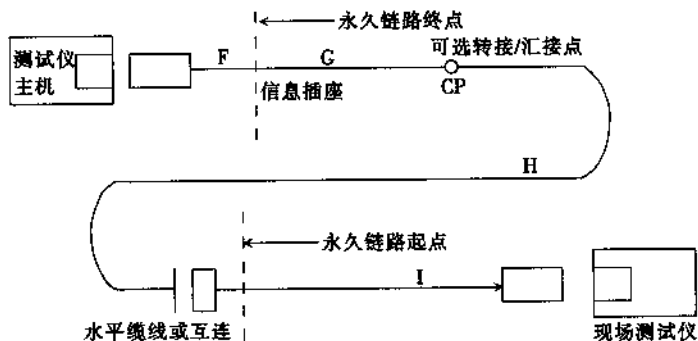 永久链路终点
测试仪
主机
F
G
可选转接/汇接点
CP
信息插座
H
永久链路起点
I
水平缆线或互连
现场测试仪